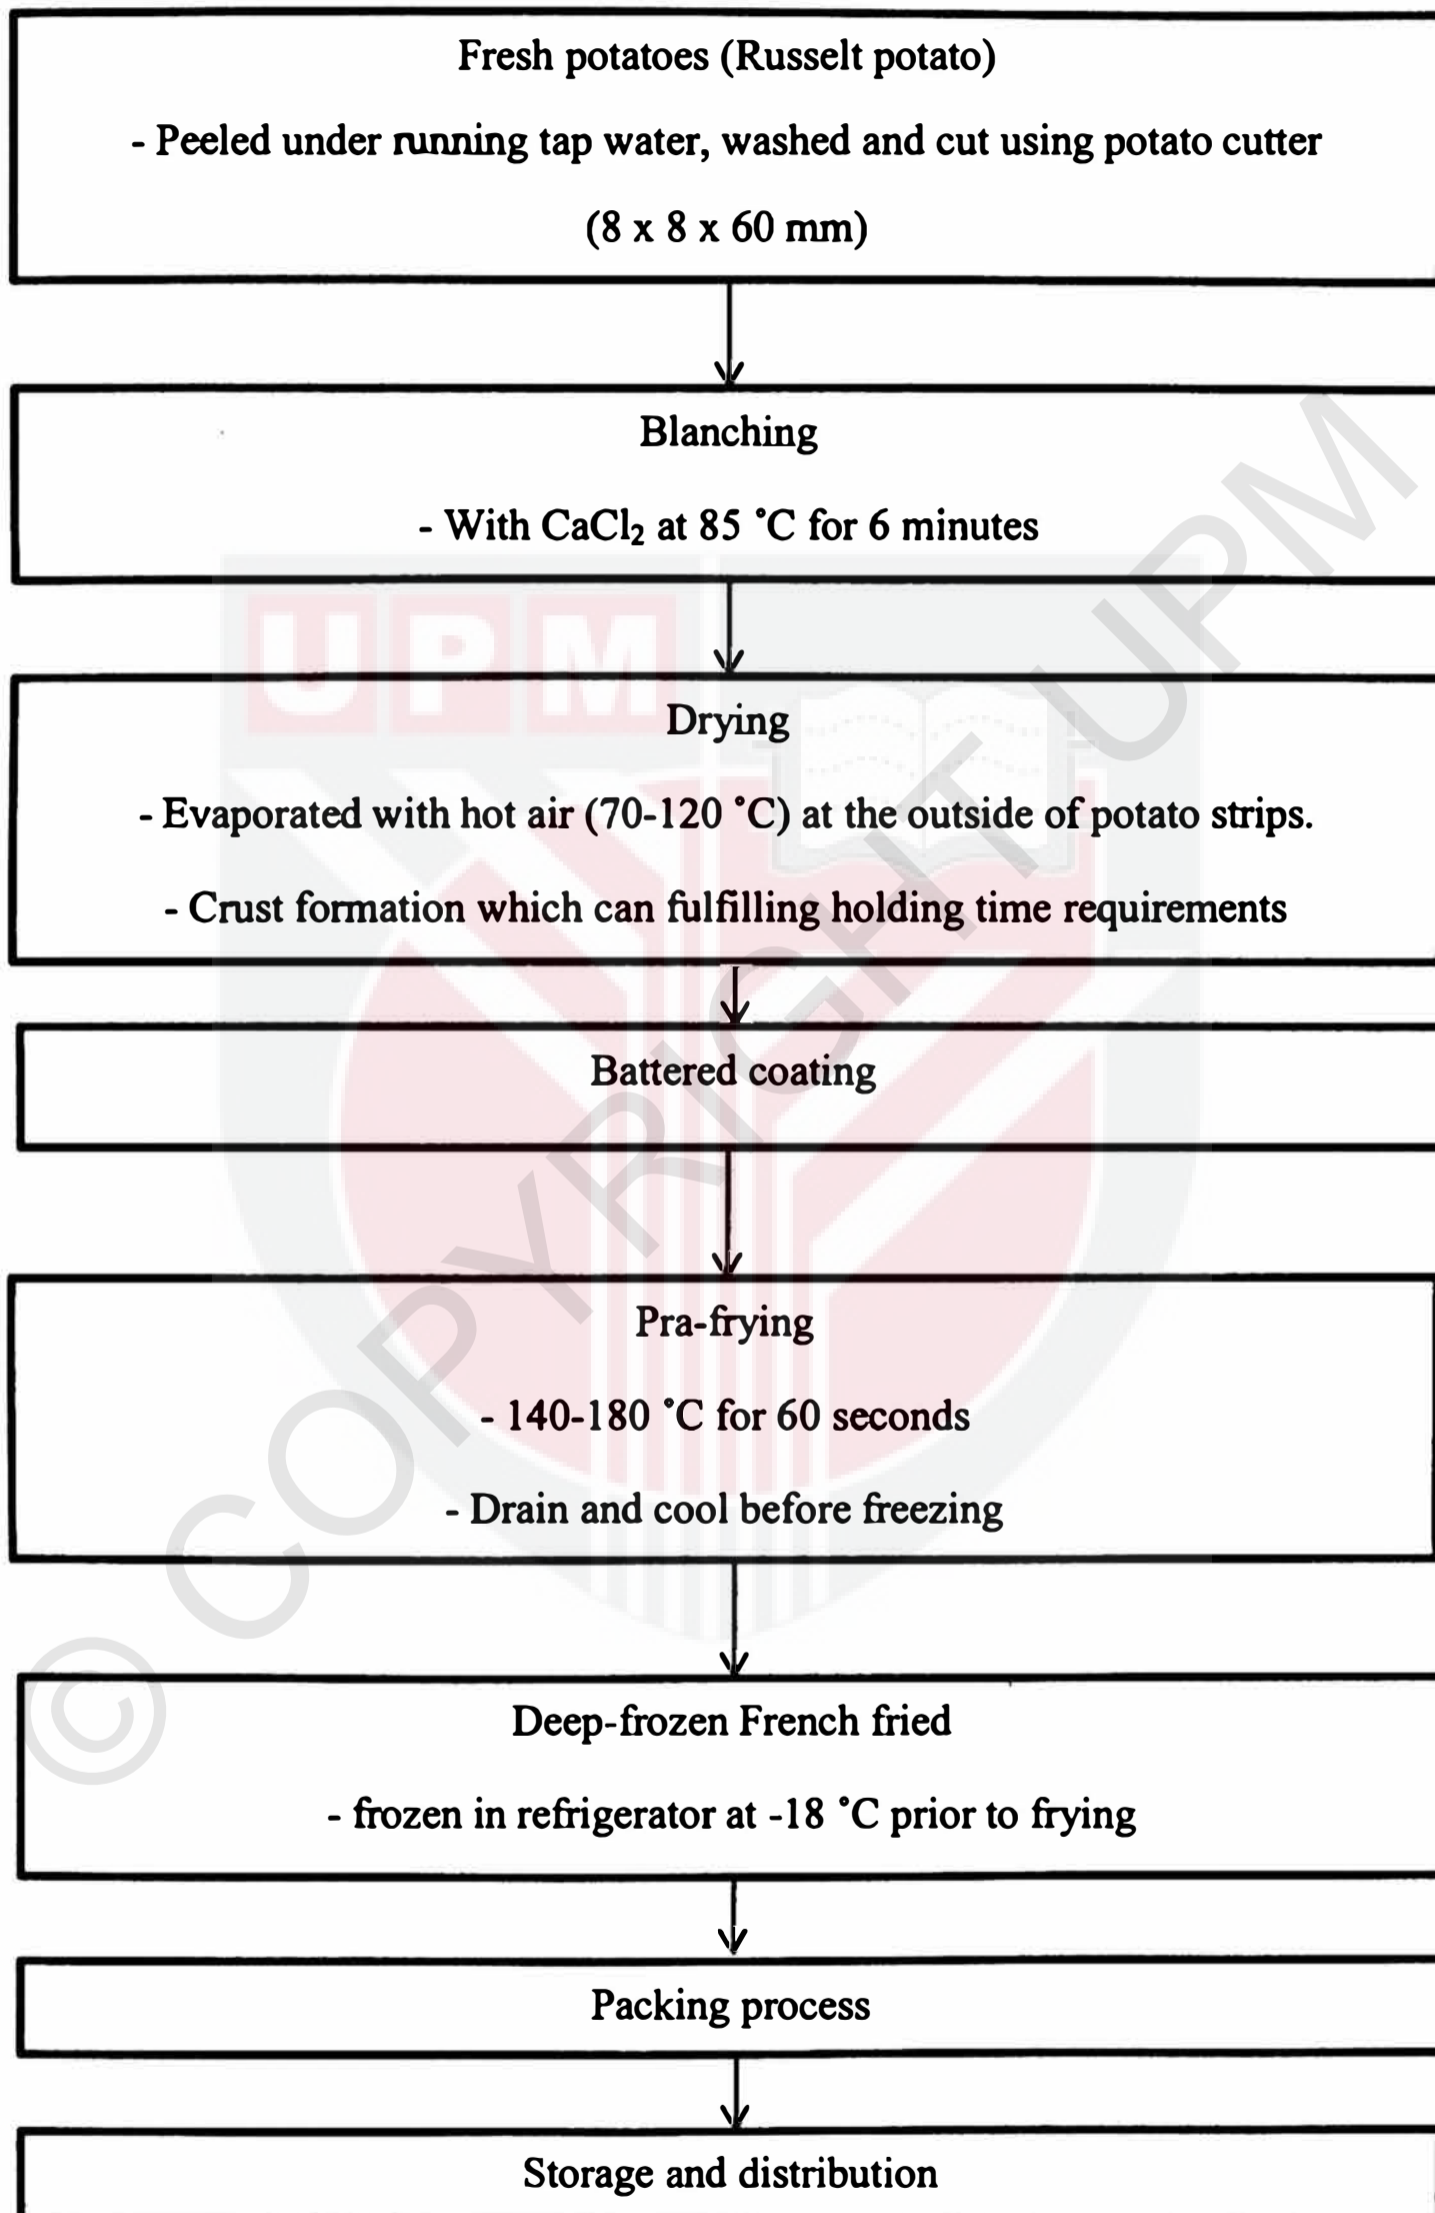 Fresh potatoes (Russelt potato)
- Peeled under running tap water, washed and cut using potato cutter
(8 x 8 x 60 mm)
Blanching
- With CaCl₂ at 85 °C for 6 minutes
UPM
Drying
- Evaporated with hot air (70-120 °C) at the outside of potato strips.
- Crust formation which can fulfilling holding time requirements
Battered coating
Pra-frying
- 140-180 °C for 60 seconds
- Drain and cool before freezing
Deep-frozen French fried
- frozen in refrigerator at -18 °C prior to frying
Packing process
Storage and distribution
© COPYRIGHT UPM